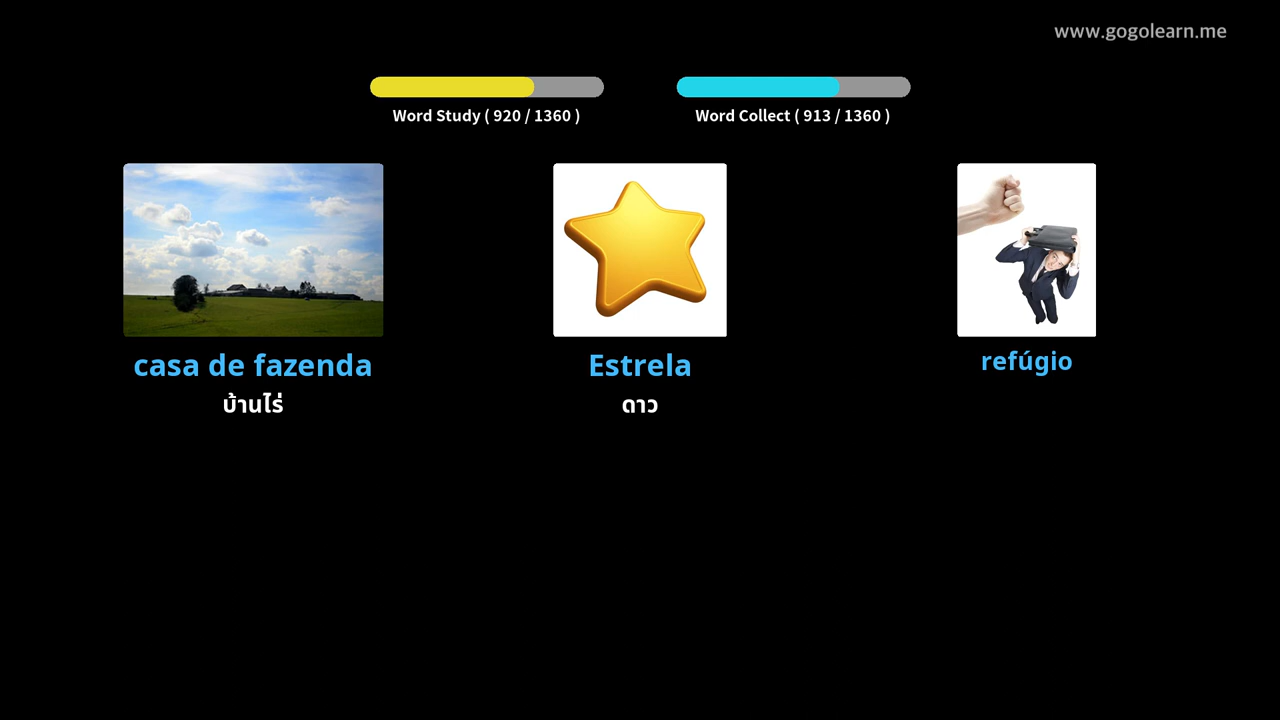 www.gogolearn.me
Word Study ( 920 / 1360 )
Word Collect ( 913 / 1360 )
casa de fazenda
บ้านไร่
Estrela
ดาว
refúgio